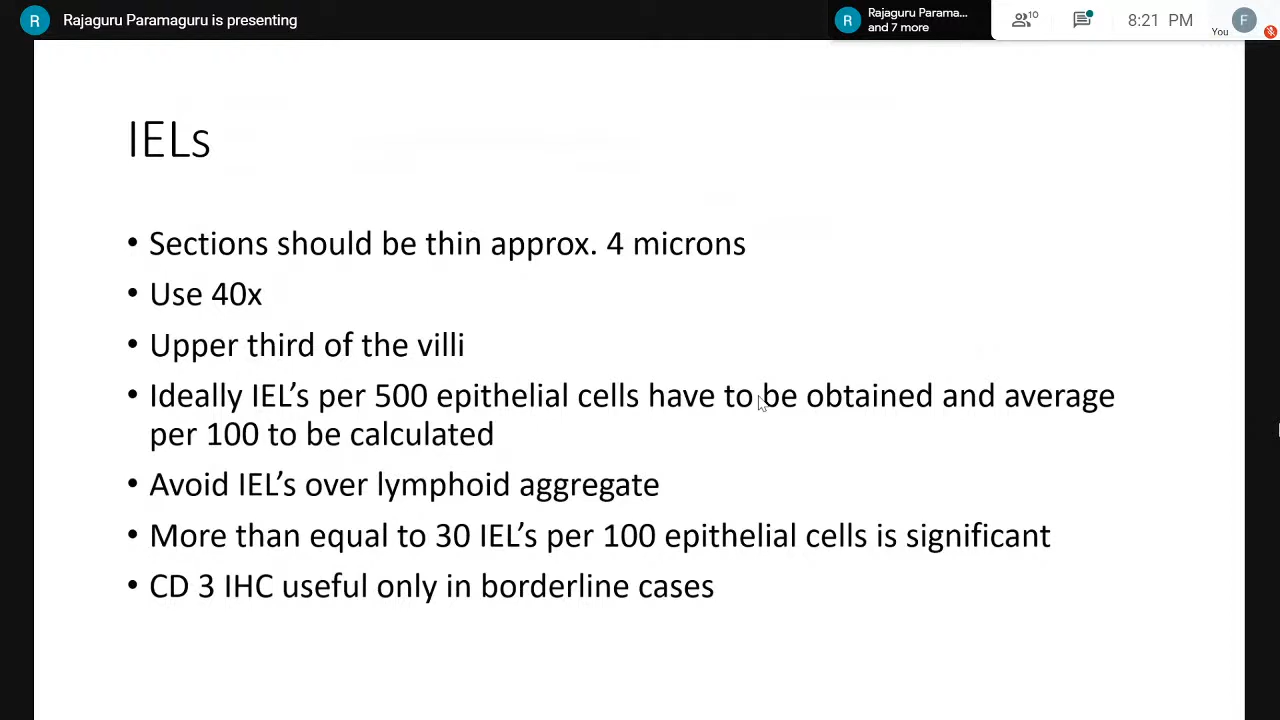 R Rajaguru Paramaguru is presenting
R Rajaguru Parama...
and 7 more
10
8:21 PM
You
F
IELs
• Sections should be thin approx. 4 microns
• Use 40x
• Upper third of the villi
• Ideally IEL’s per 500 epithelial cells have to be obtained and average
per 100 to be calculated
• Avoid IEL’s over lymphoid aggregate
• More than equal to 30 IEL’s per 100 epithelial cells is significant
• CD 3 IHC useful only in borderline cases